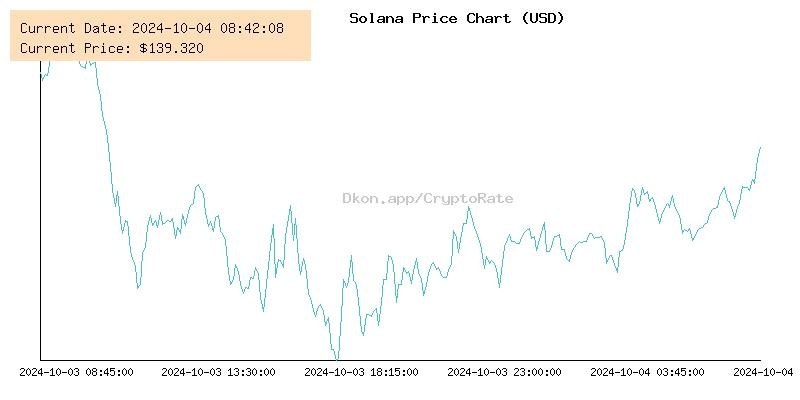 Solana Price Chart (USD)
Current Date: 2024-10-04 08:42:08
Current Price: $139.320
Dkon.app/CryptoRate
2024-10-03 08:45:00
2024-10-03 13:30:00
2024-10-03 18:15:00
2024-10-03 23:00:00
2024-10-04 03:45:00
2024-10-04